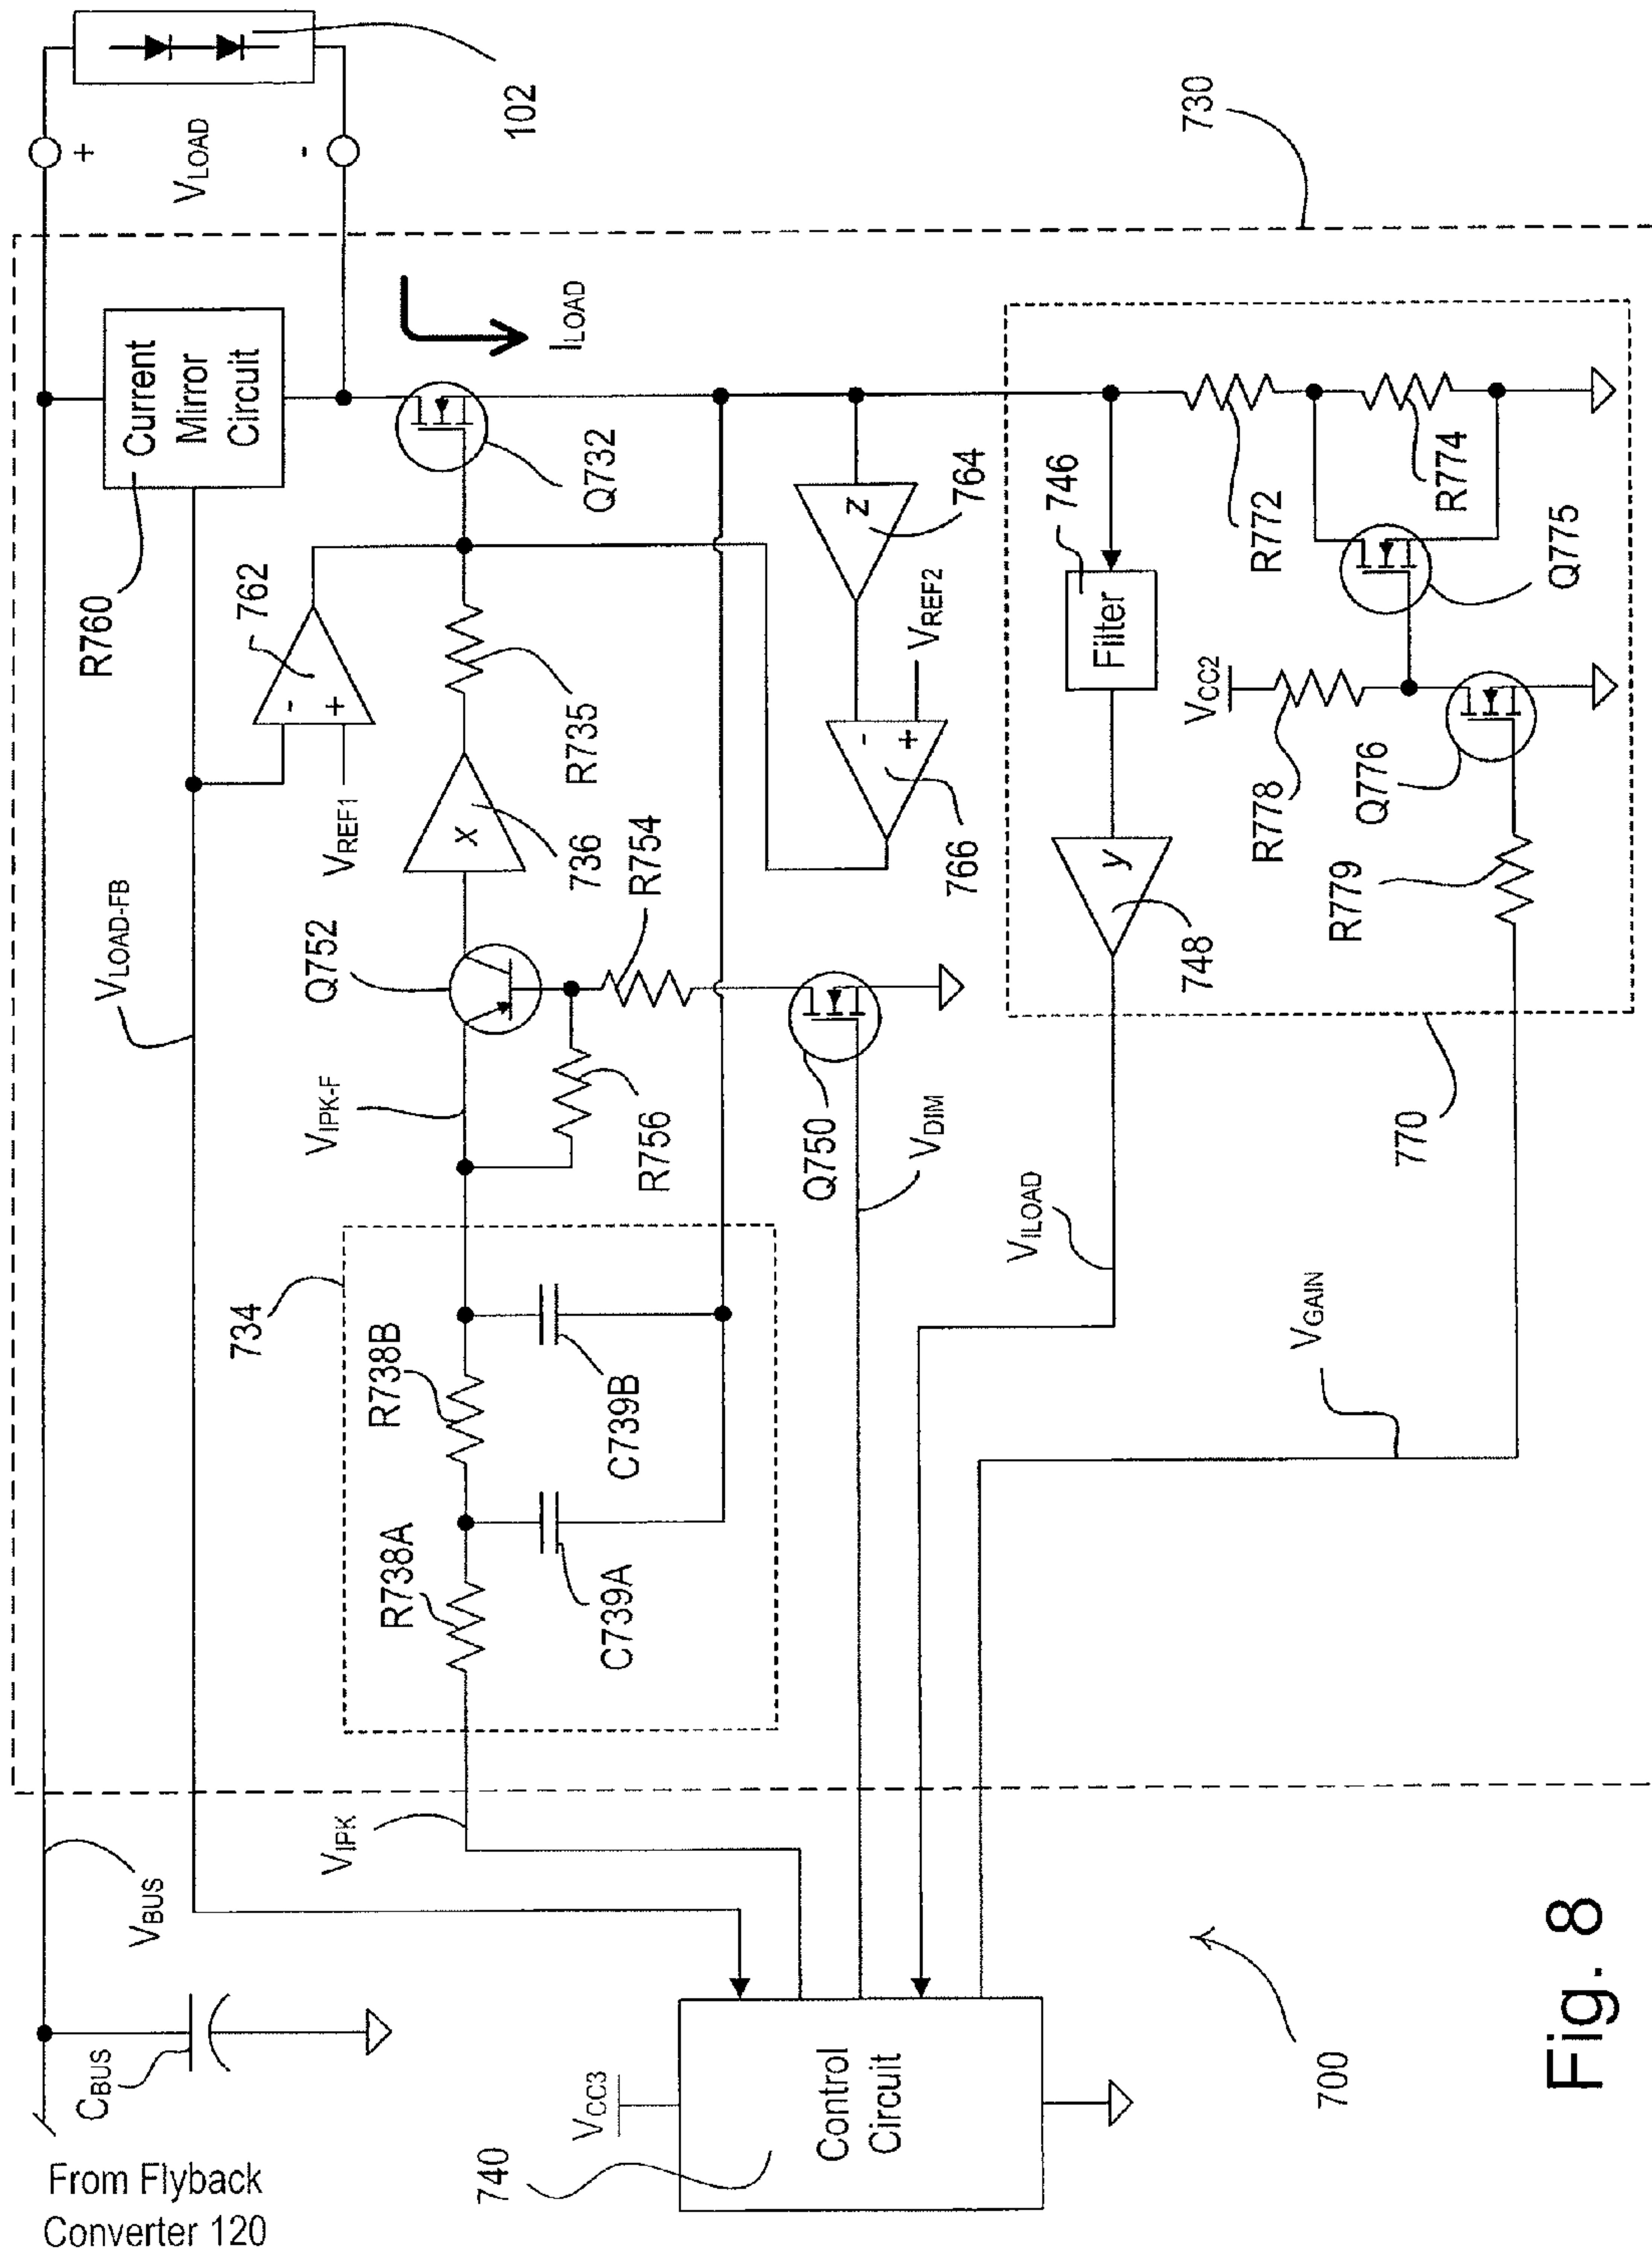 From Flyback
Converter 120
CBUS
VBUS
VLOAD-FB
R760
Current
Mirror
Circuit
+
VLOAD
-
102
762
-
+
VREF1
Q732
ILOAD
730
VIPK
734
R738A
R738B
C739A
C739B
VIPK-F
Q752
R756
R754
x
736
R735
z
764
-
+
VREF2
766
VCC3
740
Control
Circuit
Q750
VDIM
VILOAD
VGAIN
y
748
Filter
746
R772
R774
Q775
VCC2
R778
Q776
R779
770
700
Fig. 8